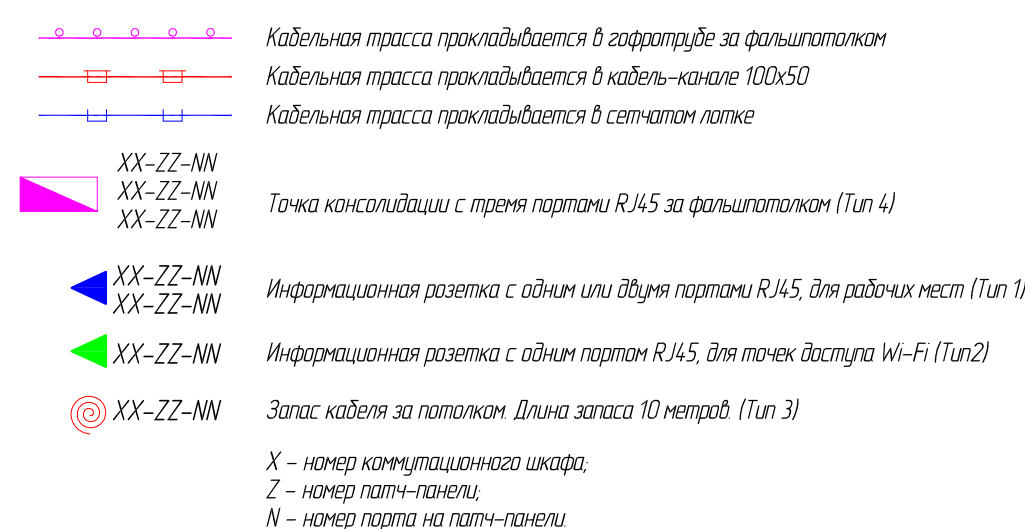 Кабельная трасса прокладывается в гофротрубе за фальшпотолком
Кабельная трасса прокладывается в кабель-канале 100х50
Кабельная трасса прокладывается в сетчатом лотке
XX-ZZ-NN
XX-ZZ-NN
XX-ZZ-NN
Точка консолидации с тремя портами RJ45 за фальшпотолком (Тип 4)
XX-ZZ-NN
XX-ZZ-NN
Информационная розетка с одним или двумя портами RJ45, для рабочих мест (Тип 1)
XX-ZZ-NN
Информационная розетка с одним портом RJ45, для точек доступа Wi-Fi (Тип2)
XX-ZZ-NN
Запас кабеля за потолком. Длина запаса 10 метров. (Тип 3)
X - номер коммутационного шкафа;
Z - номер патч-панели;
N - номер порта на патч-панели.